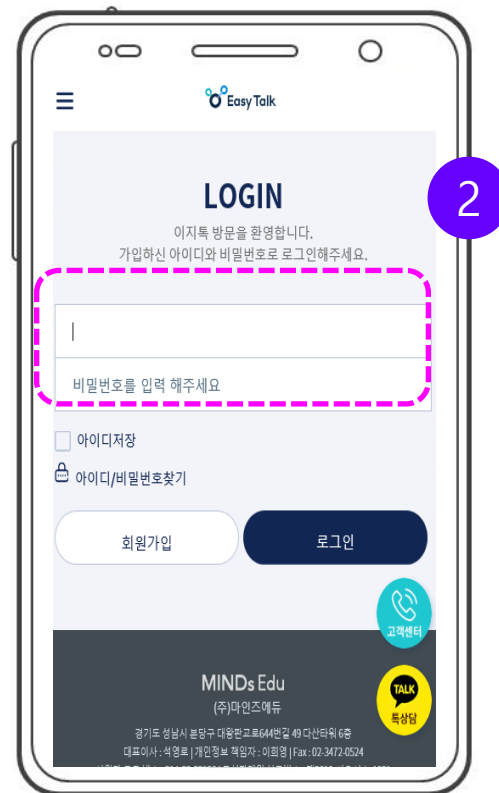 Easy Talk
2
LOGIN
이지톡 방문을 환영합니다.
가입하신 아이디와 비밀번호로 로그인해주세요.
비밀번호를 입력 해주세요
아이디저장
아이디/비밀번호찾기
회원가입
로그인
고객센터
MINDs Edu
(주)마인즈에듀
TALK
톡상담
경기도 성남시 분당구 대왕판교로644번길 49 다산타워 6층
대표이사 : 석영로 | 개인정보 책임자 : 이희영 | Fax : 02-3472-0524